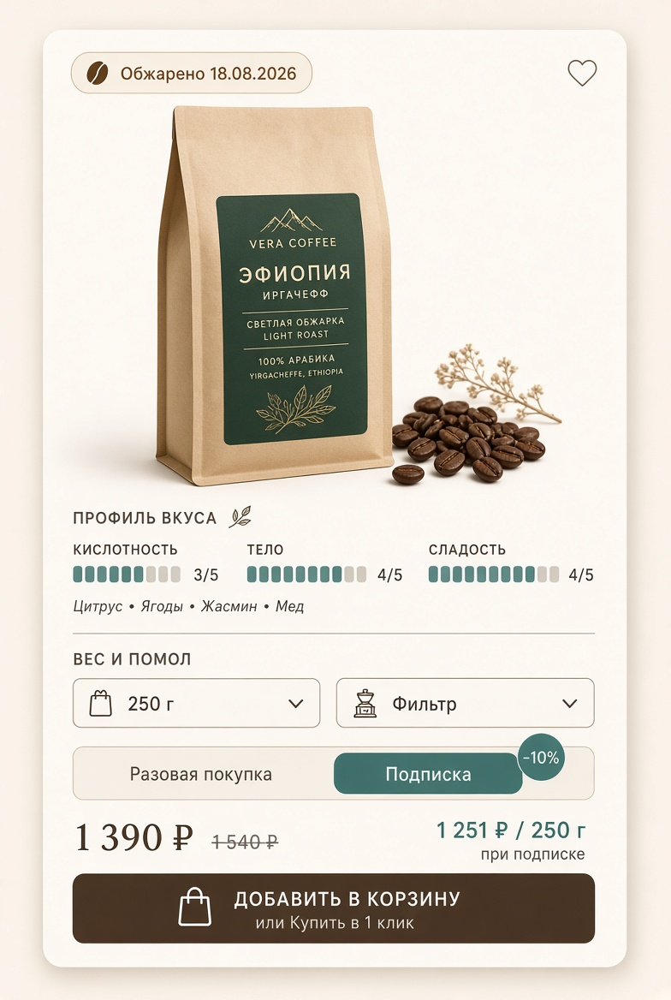 Обжарено 18.08.2026
VERA COFFEE
ЭФИОПИЯ
ИРГАЧЕФФ
СВЕТЛАЯ ОБЖАРКА
LIGHT ROAST
100% АРАБИКА
YIRGACHEFFE, ETHIOPIA
ПРОФИЛЬ ВКУСА
КИСЛОТНОСТЬ ТЕЛО СЛАДОСТЬ
3/5 4/5 4/5
Цитрус • Ягоды • Жасмин • Мед
ВЕС И ПОМОЛ
250 г Фильтр
-10%
Разовая покупка Подписка
1 390 ₽ 1 540 ₽ 1 251 ₽ / 250 г
при подписке
ДОБАВИТЬ В КОРЗИНУ
или Купить в 1 клик